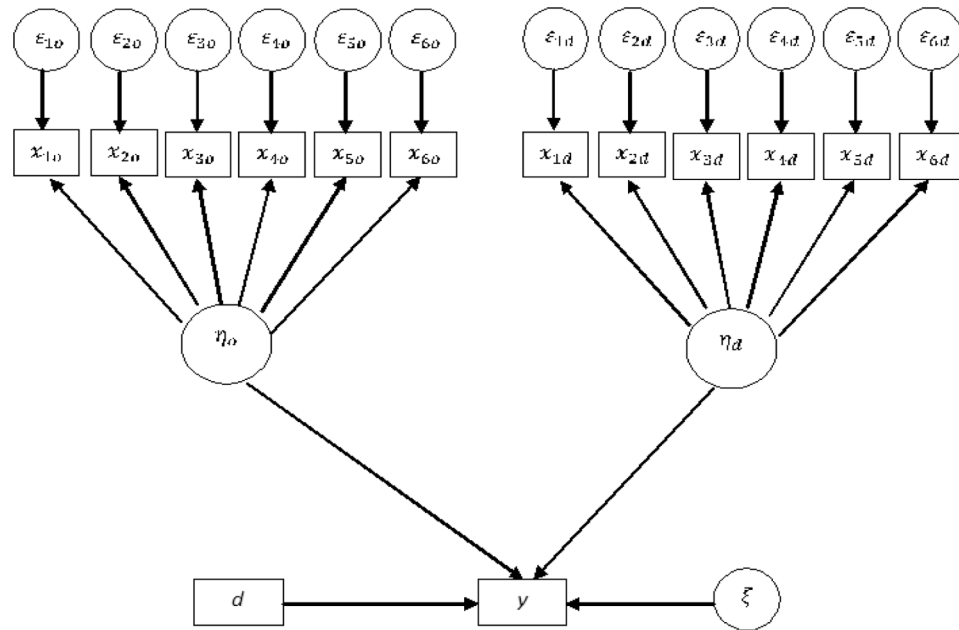 ε₁ₒ ε₂ₒ ε₃ₒ ε₄ₒ ε₅ₒ ε₆ₒ ε₁d ε₂d ε₃d ε₄d ε₅d ε₆d
x₁ₒ x₂ₒ x₃ₒ x₄ₒ x₅ₒ x₆ₒ x₁d x₂d x₃d x₄d x₅d x₆d
ηₒ η_d
d y ξ